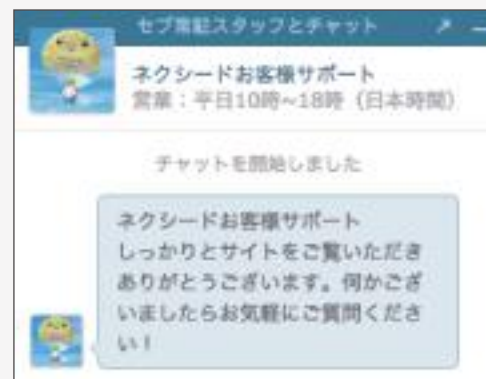 セブ常駐スタッフとチャット
ネクシードお客様サポート
営業：平日10時~18時（日本時間）
チャットを開始しました
ネクシードお客様サポート
しっかりとサイトをご覧いただき
ありがとうございます。何かござ
いましたらお気軽にご質問くださ
い！